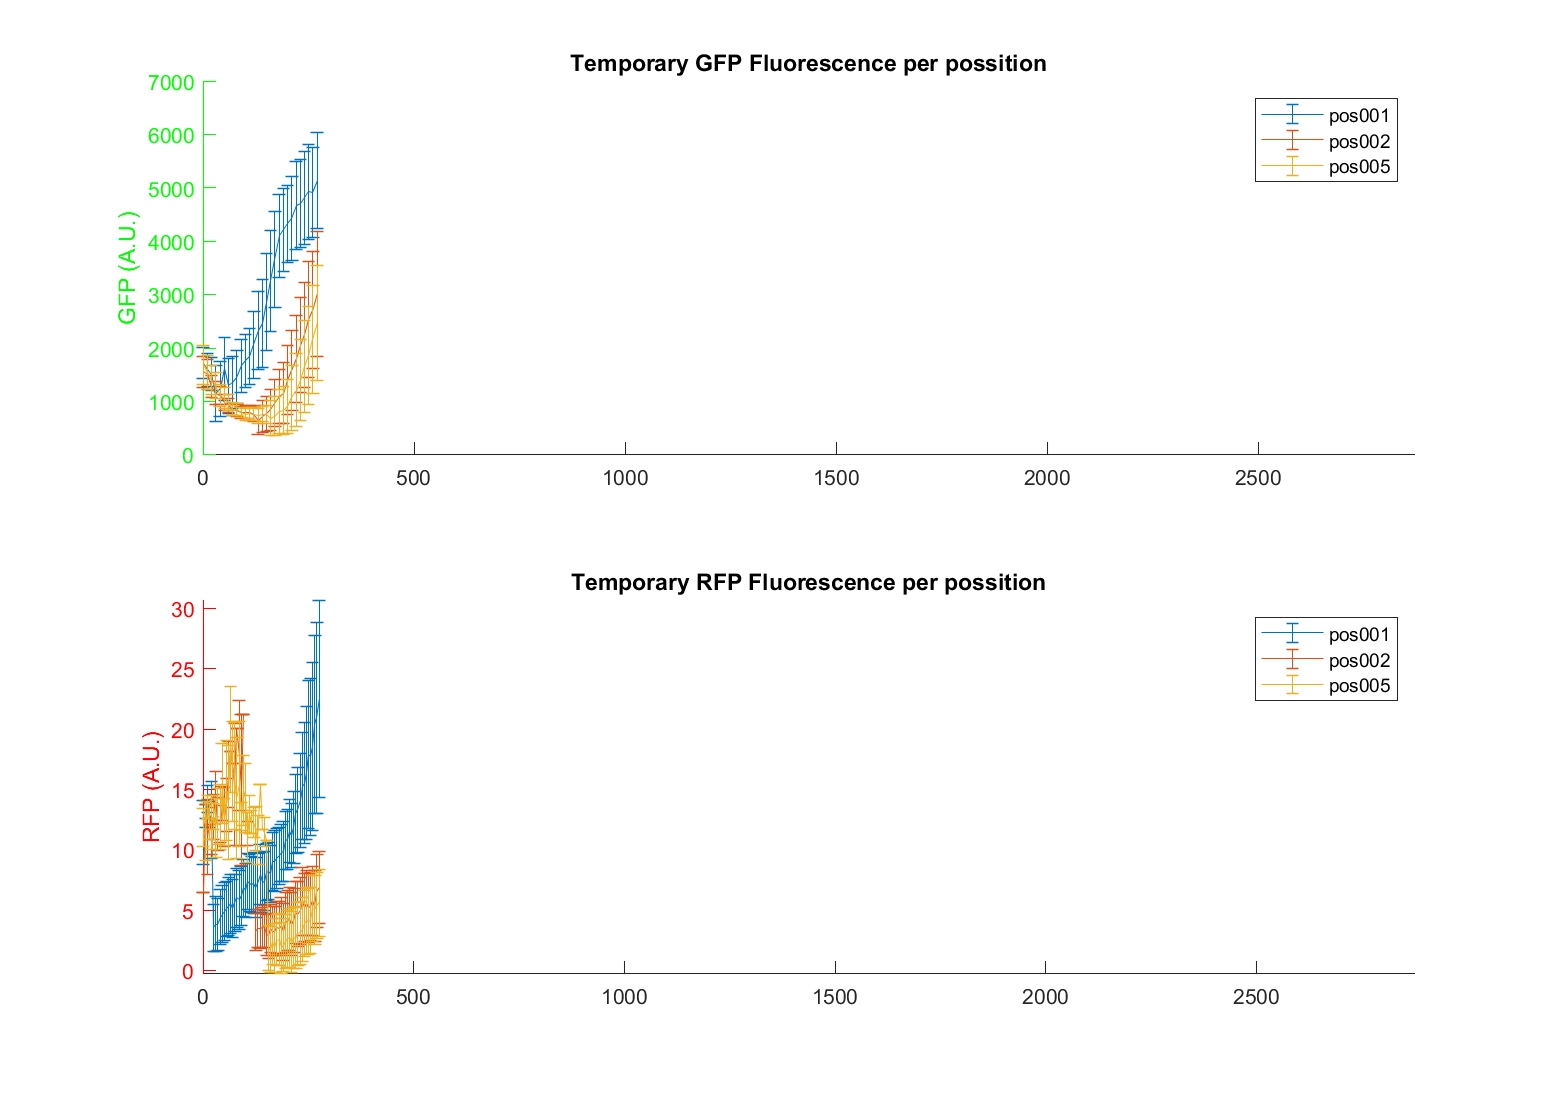 Temporary GFP Fluorescence per possition
7000
6000
5000
4000
3000
2000
1000
0
GFP (A.U.)
pos001
pos002
pos005
0 500 1000 1500 2000 2500
Temporary RFP Fluorescence per possition
30
25
20
15
10
5
0
RFP (A.U.)
pos001
pos002
pos005
0 500 1000 1500 2000 2500